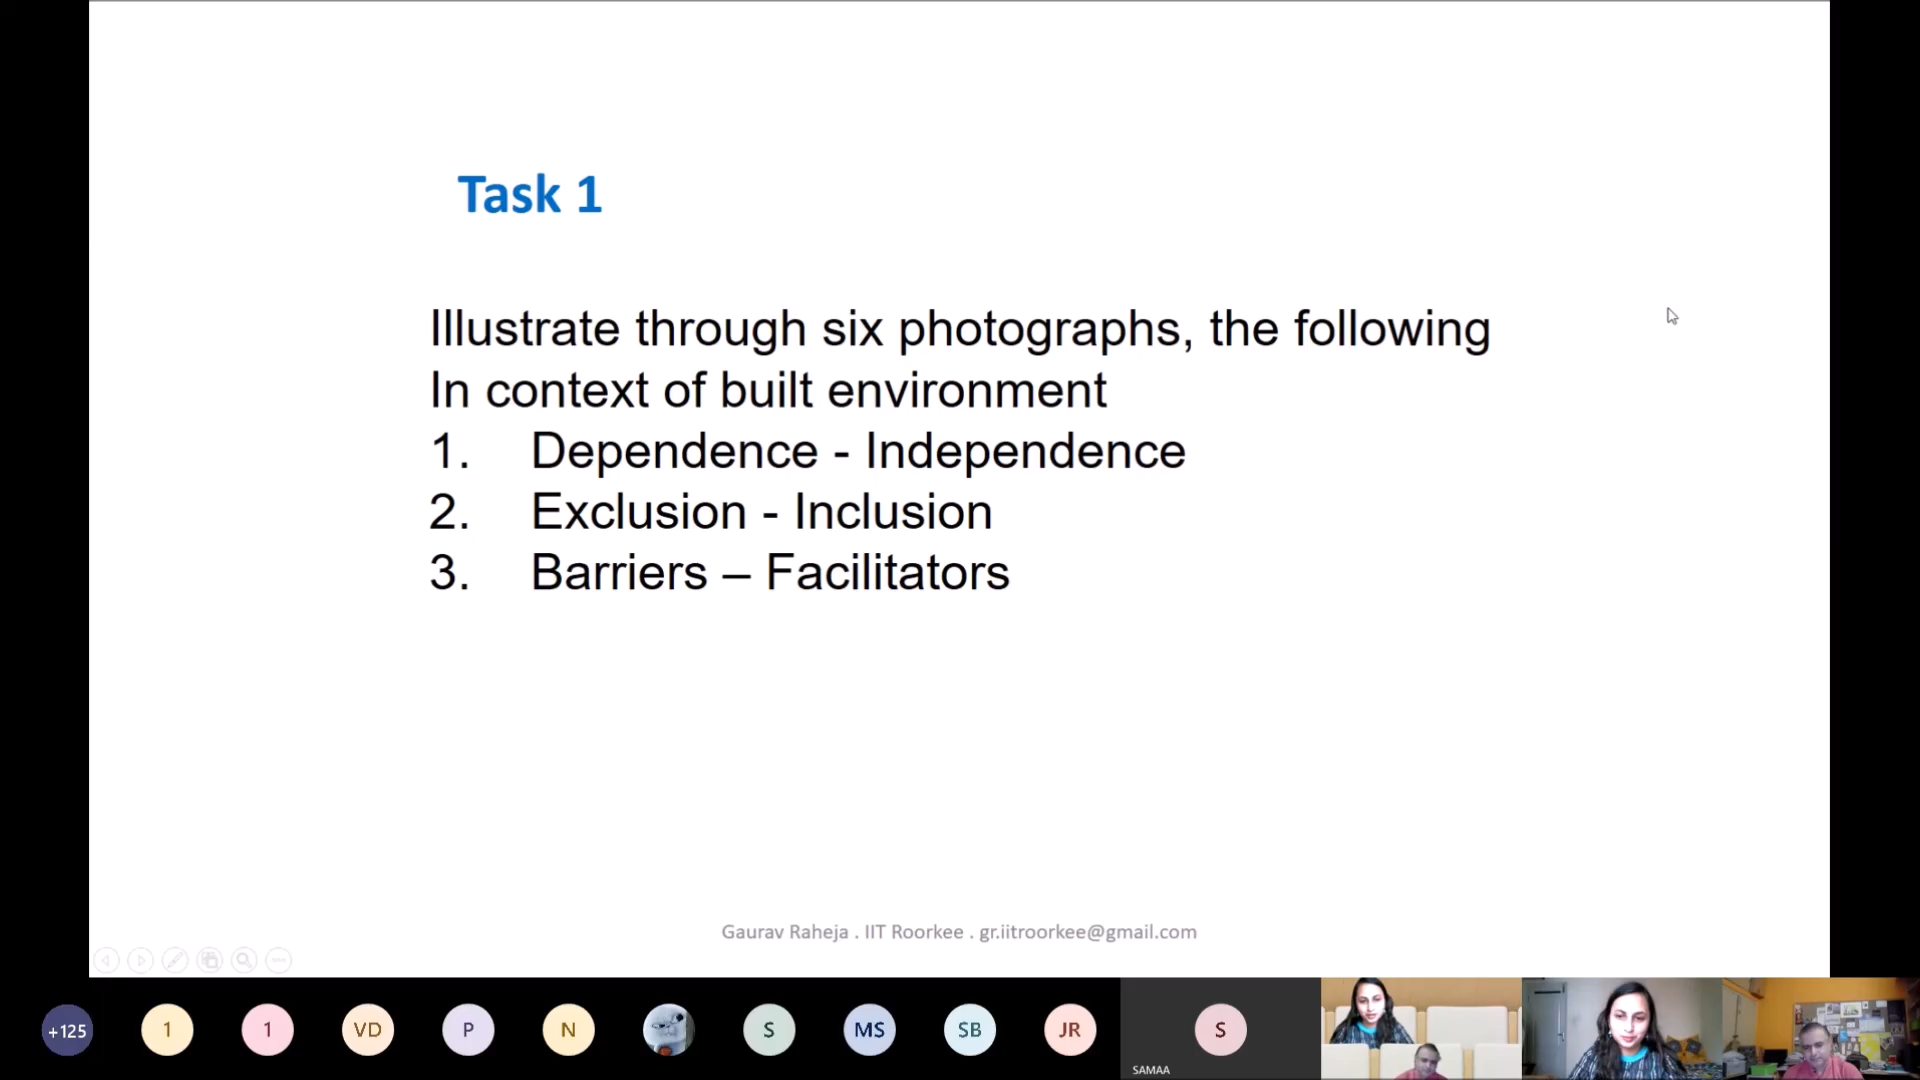 Task 1
Illustrate through six photographs, the following
In context of built environment
1. Dependence - Independence
2. Exclusion - Inclusion
3. Barriers – Facilitators
Gaurav Raheja . IIT Roorkee . gr.iitroorkee@gmail.com
+125 1 1 VD P N S MS SB JR S
SAMAA